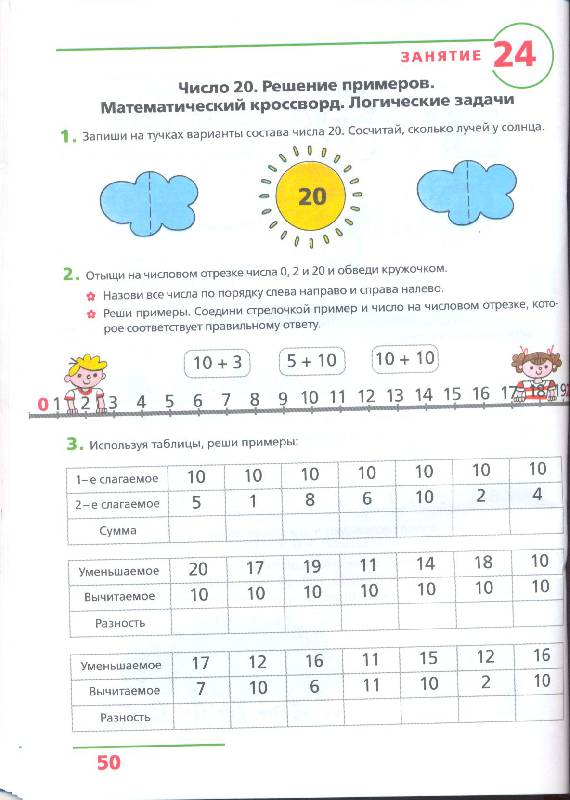 ЗАНЯТИЕ 24
Число 20. Решение примеров.
Математический кроссворд. Логические задачи
1. Запиши на тучках варианты состава числа 20. Сосчитай, сколько лучей у солнца.
20
2. Отыщи на числовом отрезке числа 0, 2 и 20 и обведи кружочком.
Назови все числа по порядку слева направо и справа налево.
Реши примеры. Соедини стрелочкой пример и число на числовом отрезке, кото-
рое соответствует правильному ответу.
10 + 3 5 + 10 10 + 10
0 1 2 3 4 5 6 7 8 9 10 11 12 13 14 15 16 17 18 19
3. Используя таблицы, реши примеры:
1-е слагаемое 10 10 10 10 10 10 10
2-е слагаемое 5 1 8 6 10 2 4
Сумма
Уменьшаемое 20 17 19 11 14 18 10
Вычитаемое 10 10 10 10 10 10 10
Разность
Уменьшаемое 17 12 16 11 15 12 16
Вычитаемое 7 10 6 11 10 2 10
Разность
50